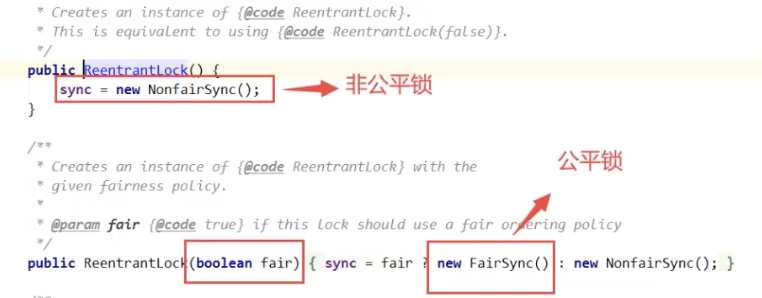 * Creates an instance of {@code ReentrantLock}.
* This is equivalent to using {@code ReentrantLock(false)}.
*/
public ReentrantLock() {
sync = new NonfairSync();
非公平锁
}
/**
* Creates an instance of {@code ReentrantLock} with the
公平锁
* given fairness policy.
*
* @param fair {@code true} if this lock should use a fair ordering policy
*/
public ReentrantLock(boolean fair) { sync = fair ? new FairSync() : new NonfairSync(); }
/**